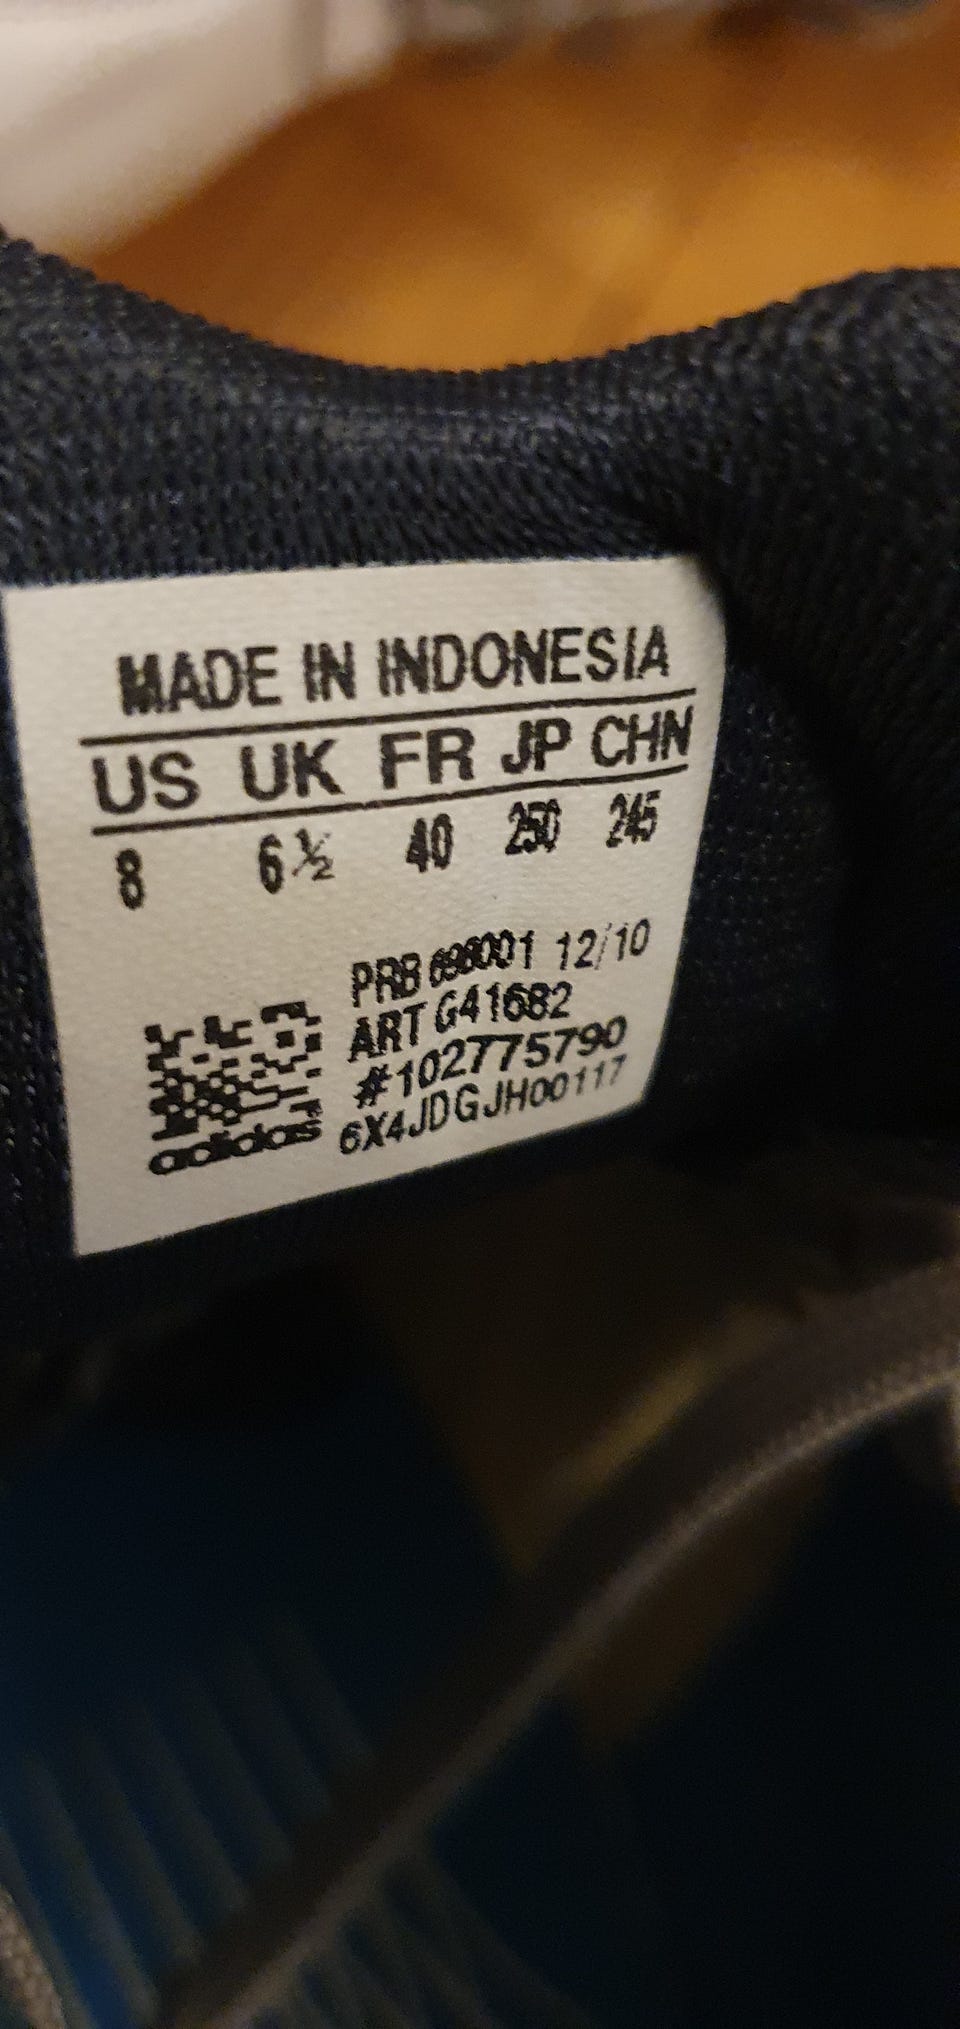 MADE IN INDONESIA
US UK FR JP CHN
8 6½ 40 250 245
PRB 698001 12/10
ART G41682
#102775790
6X4JDGJH00117
adidas